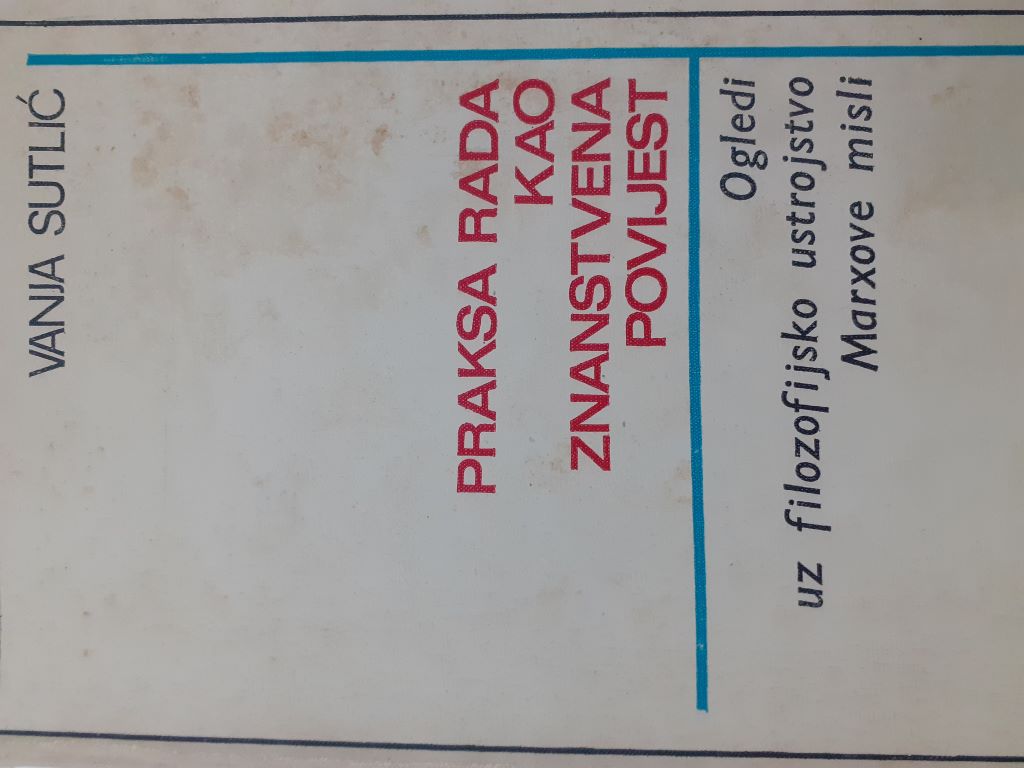 VANJA SUTLIĆ
PRAKSA RADA
KAO
ZNANSTVENA
POVIJEST
Ogledi
uz filozofijsko ustrojstvo
Marxove misli